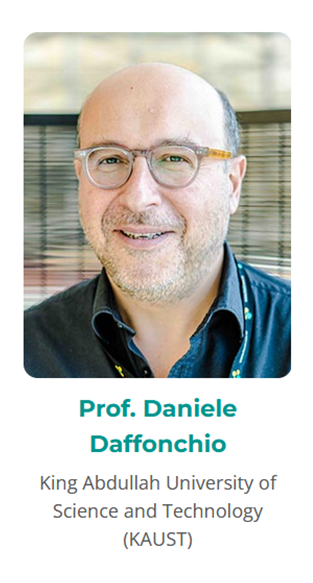 Prof. Daniele
Daffonchio
King Abdullah University of
Science and Technology
(KAUST)